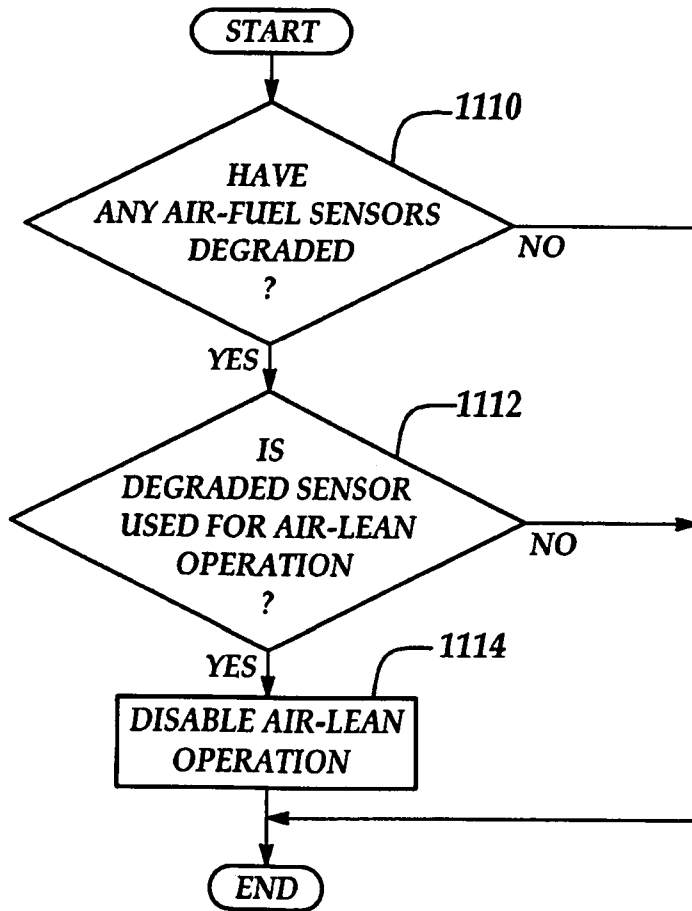 START
1110
HAVE
ANY AIR-FUEL SENSORS
DEGRADED
?
NO
YES
1112
IS
DEGRADED SENSOR
USED FOR AIR-LEAN
OPERATION
?
NO
YES
1114
DISABLE AIR-LEAN
OPERATION
END